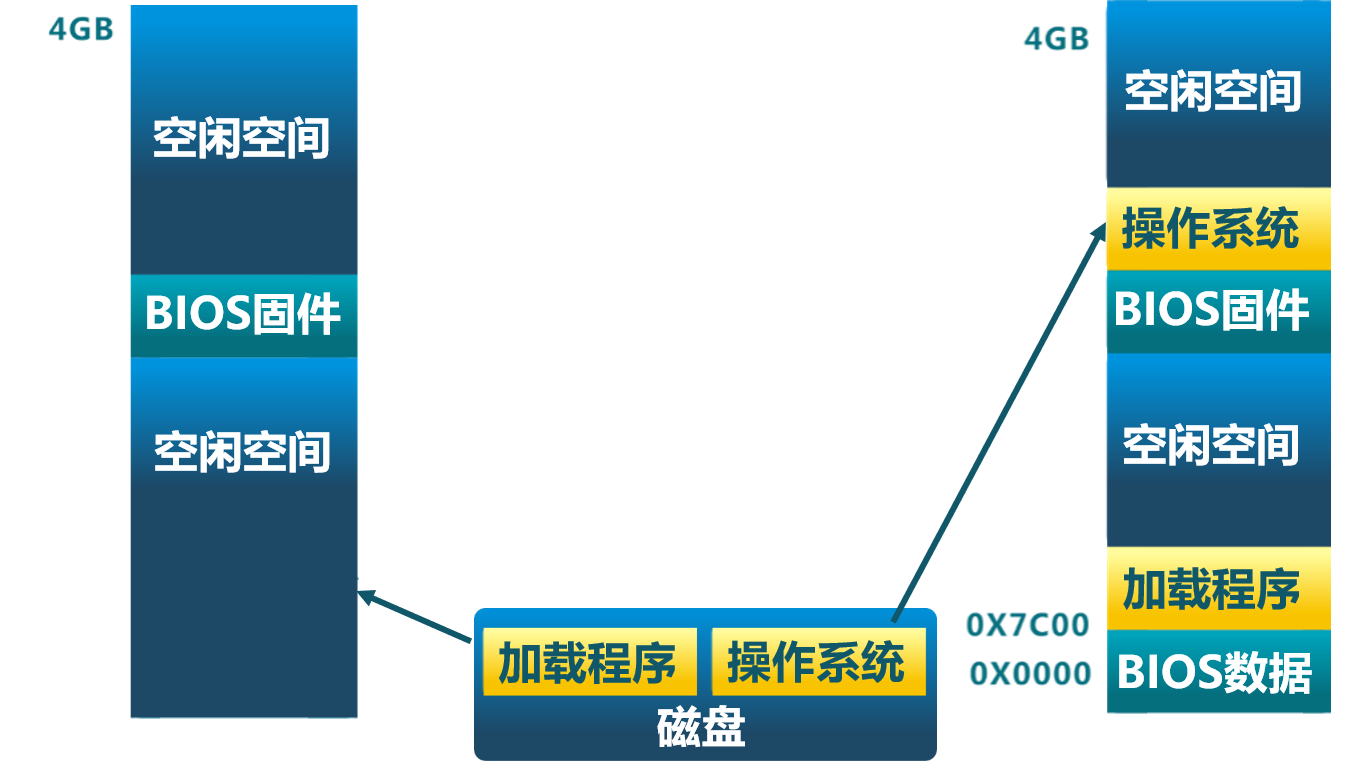 4GB
空闲空间
BIOS固件
空闲空间
加载程序
操作系统
磁盘
4GB
空闲空间
操作系统
BIOS固件
空闲空间
加载程序
0X7C00
0X0000
BIOS数据